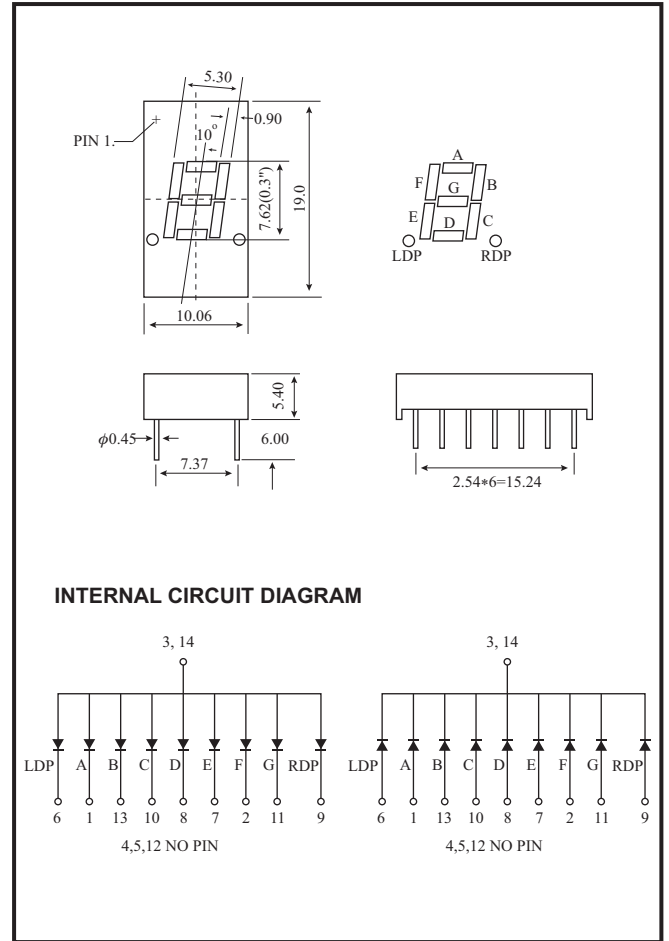 5.30
0.90
10°
PIN 1.
7.62(0.3")
19.0
10.06
A
F
B
G
E
D
C
LDP
RDP
5.40
ϕ0.45
6.00
7.37
2.54*6=15.24
INTERNAL CIRCUIT DIAGRAM
3, 14
LDP A B C D E F G RDP
6 1 13 10 8 7 2 11 9
4,5,12 NO PIN
3, 14
LDP A B C D E F G RDP
6 1 13 10 8 7 2 11 9
4,5,12 NO PIN